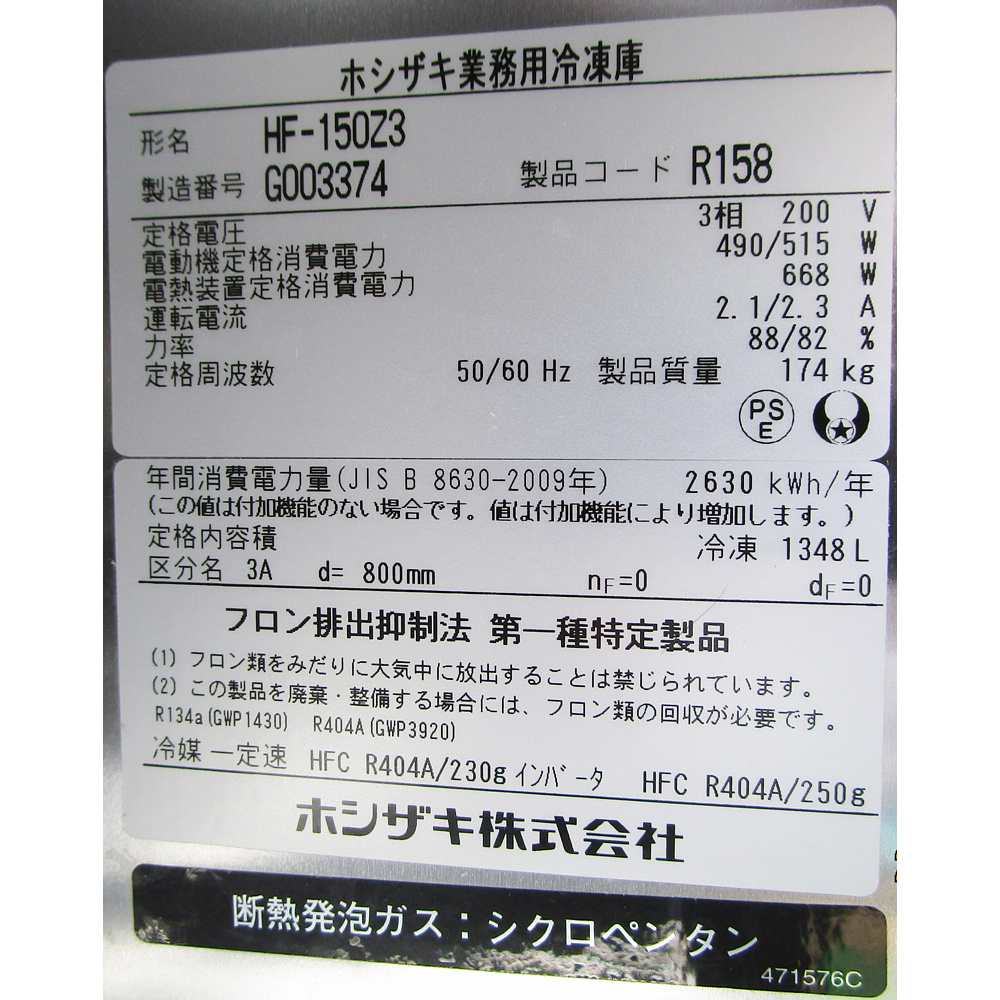 ホシザキ業務用冷凍庫
形名 HF-150Z3
製造番号 G003374 製品コード R158
定格電圧 3相 200 V
電動機定格消費電力 490/515 W
電熱装置定格消費電力 668 W
運転電流 2.1/2.3 A
力率 88/82 %
定格周波数 50/60 Hz 製品質量 174 kg
PS
E
年間消費電力量(JIS B 8630-2009年) 2630 kWh/年
(この値は付加機能のない場合です。値は付加機能により増加します。)
定格内容積 冷凍 1348 L
区分名 3A d= 800mm nF=0 dF=0
フロン排出抑制法 第一種特定製品
(1) フロン類をみだりに大気中に放出することは禁じられています。
(2) この製品を廃棄・整備する場合には、フロン類の回収が必要です。
R134a(GWP1430) R404A(GWP3920)
冷媒 一定速 HFC R404A/230g インバータ HFC R404A/250g
ホシザキ株式会社
断熱発泡ガス：シクロペンタン
471576C